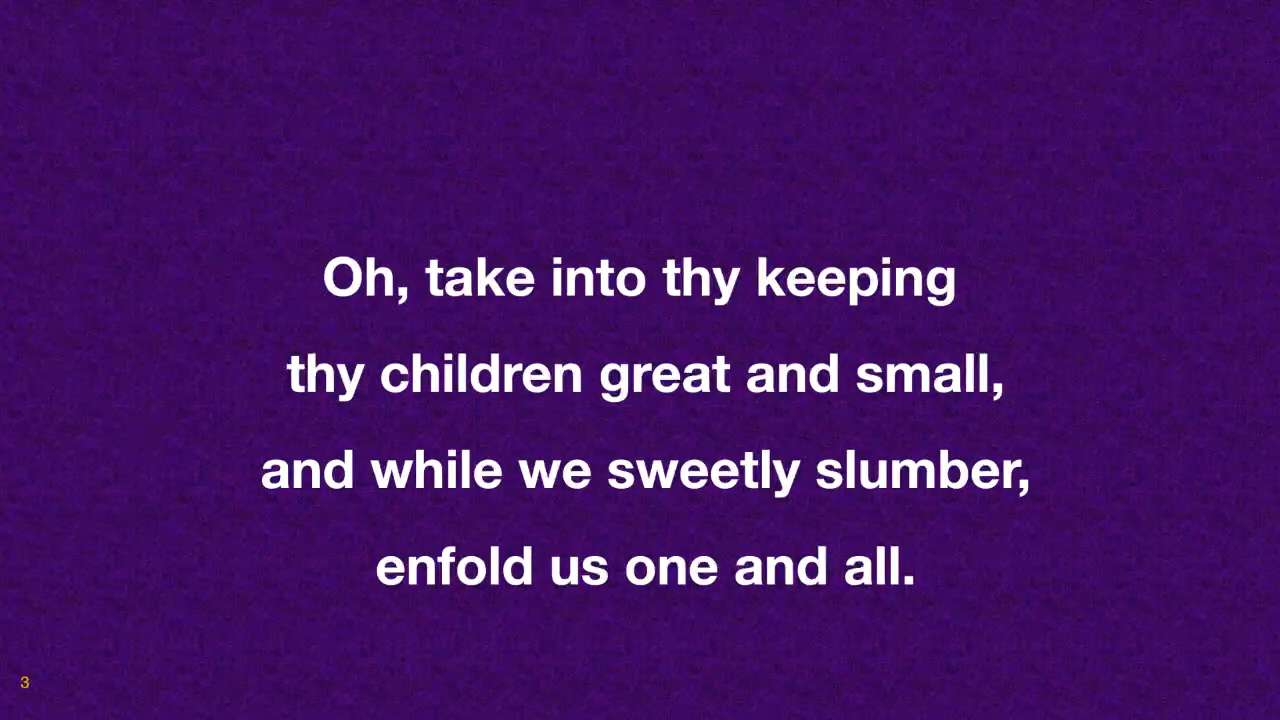 Oh, take into thy keeping
thy children great and small,
and while we sweetly slumber,
enfold us one and all.
3